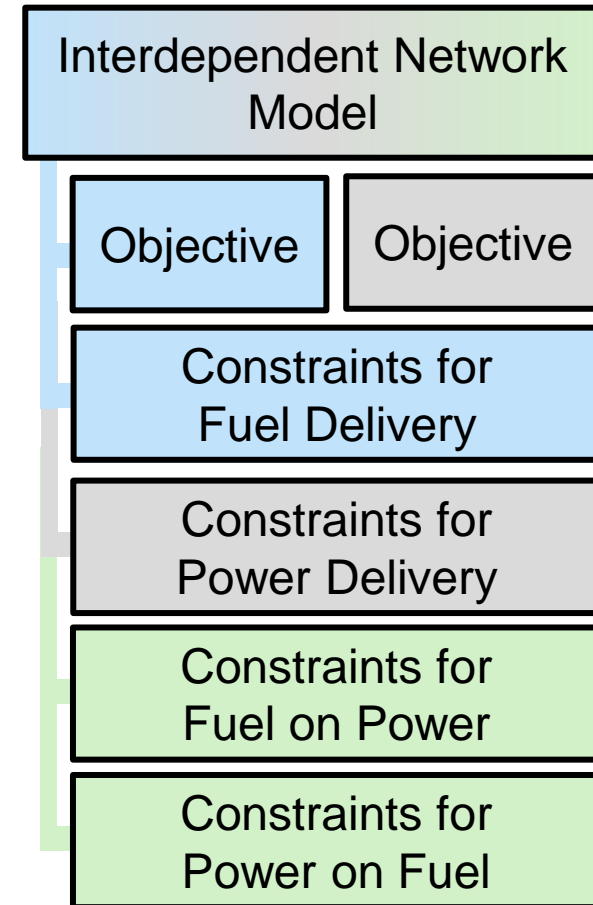 Interdependent Network
Model
Objective
Objective
Constraints for
Fuel Delivery
Constraints for
Power Delivery
Constraints for
Fuel on Power
Constraints for
Power on Fuel